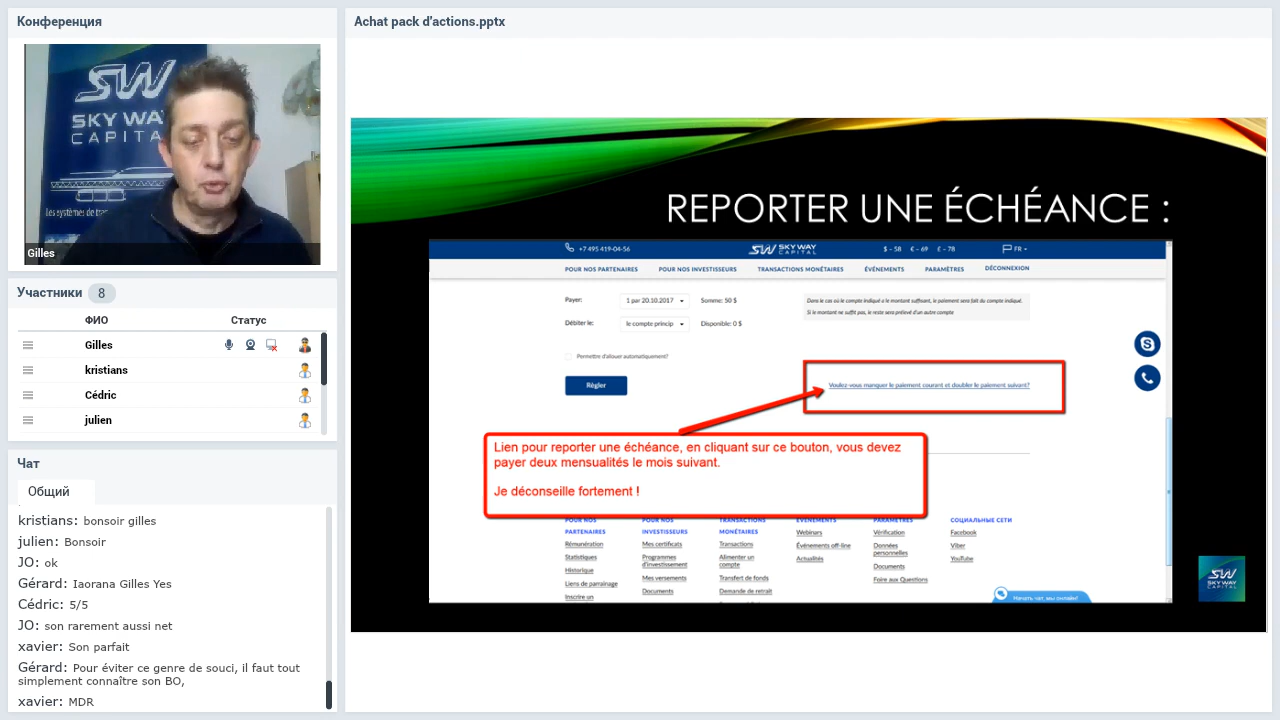 Конференция
SKY WAY
CAPITAL
Gilles
Участники 8
ФИО Статус
Gilles
kristians
Cédric
julien
Чат
Общий
kristians: bonsoir gilles
Bonsoir
JO: ok
Gérard: Iaorana Gilles Yes
Cédric: 5/5
JO: son rarement aussi net
xavier: Son parfait
Gérard: Pour éviter ce genre de souci, il faut tout
simplement connaître son BO,
xavier: MDR
Achat pack d'actions.pptx
REPORTER UNE ÉCHÉANCE :
+7 495 419-04-56 SW SKY WAY CAPITAL $ – 58 € – 69 £ – 78 FR
POUR NOS PARTENAIRES POUR NOS INVESTISSEURS TRANSACTIONS MONÉTAIRES ÉVÉNEMENTS PARAMÈTRES DÉCONNEXION
Payer: 1 par 20.10.2017 Somme: 50 $
Dans le cas où le compte indiqué a le montant suffisant, le paiement sera fait du compte indiqué.
Si le montant ne suffit pas, le reste sera prélevé d'un autre compte
Débiter le: le compte princip Disponible: 0 $
Permettre d'allouer automatiquement?
Régler
Voulez-vous manquer le paiement courant et doubler le paiement suivant?
Lien pour reporter une échéance, en cliquant sur ce bouton, vous devez
payer deux mensualités le mois suivant.
Je déconseille fortement !
POUR NOS POUR NOS TRANSACTIONS ÉVÉNEMENTS PARAMÈTRES СОЦИАЛЬНЫЕ СЕТИ
PARTENAIRES INVESTISSEURS MONÉTAIRES Webinars Vérification Facebook
Rémunération Mes certificats Transactions Événements off-line Données personnelles Viber
Statistiques Programmes d'investissement Alimenter un compte Actualités Documents YouTube
Historique Mes versements Transfert de fonds Foire aux Questions
Liens de parrainage Documents Demande de retrait
Inscrire un
Начать чат, мы онлайн!
SW
SKY WAY
CAPITAL